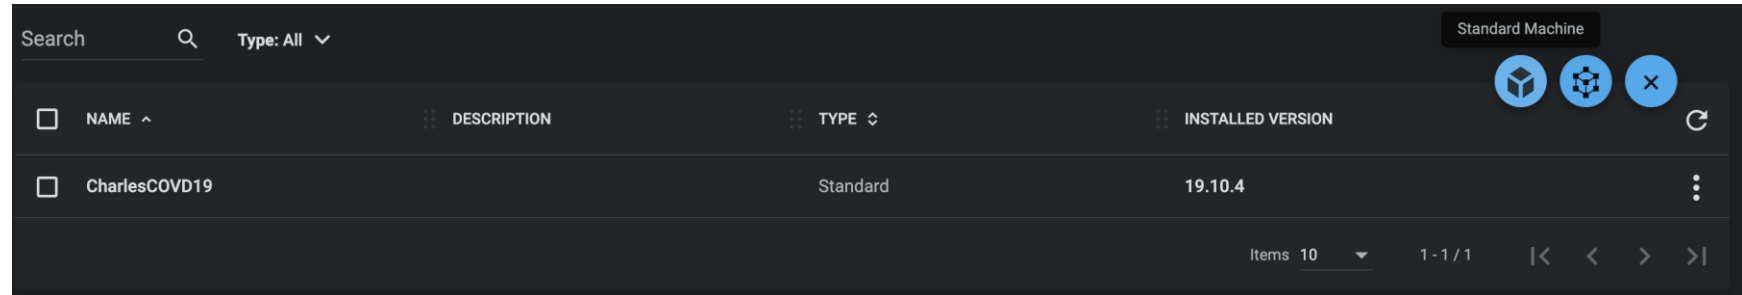 Standard Machine
Search Type: All
NAME DESCRIPTION TYPE INSTALLED VERSION
CharlesCOVD19 Standard 19.10.4
Items 10 1 - 1 / 1